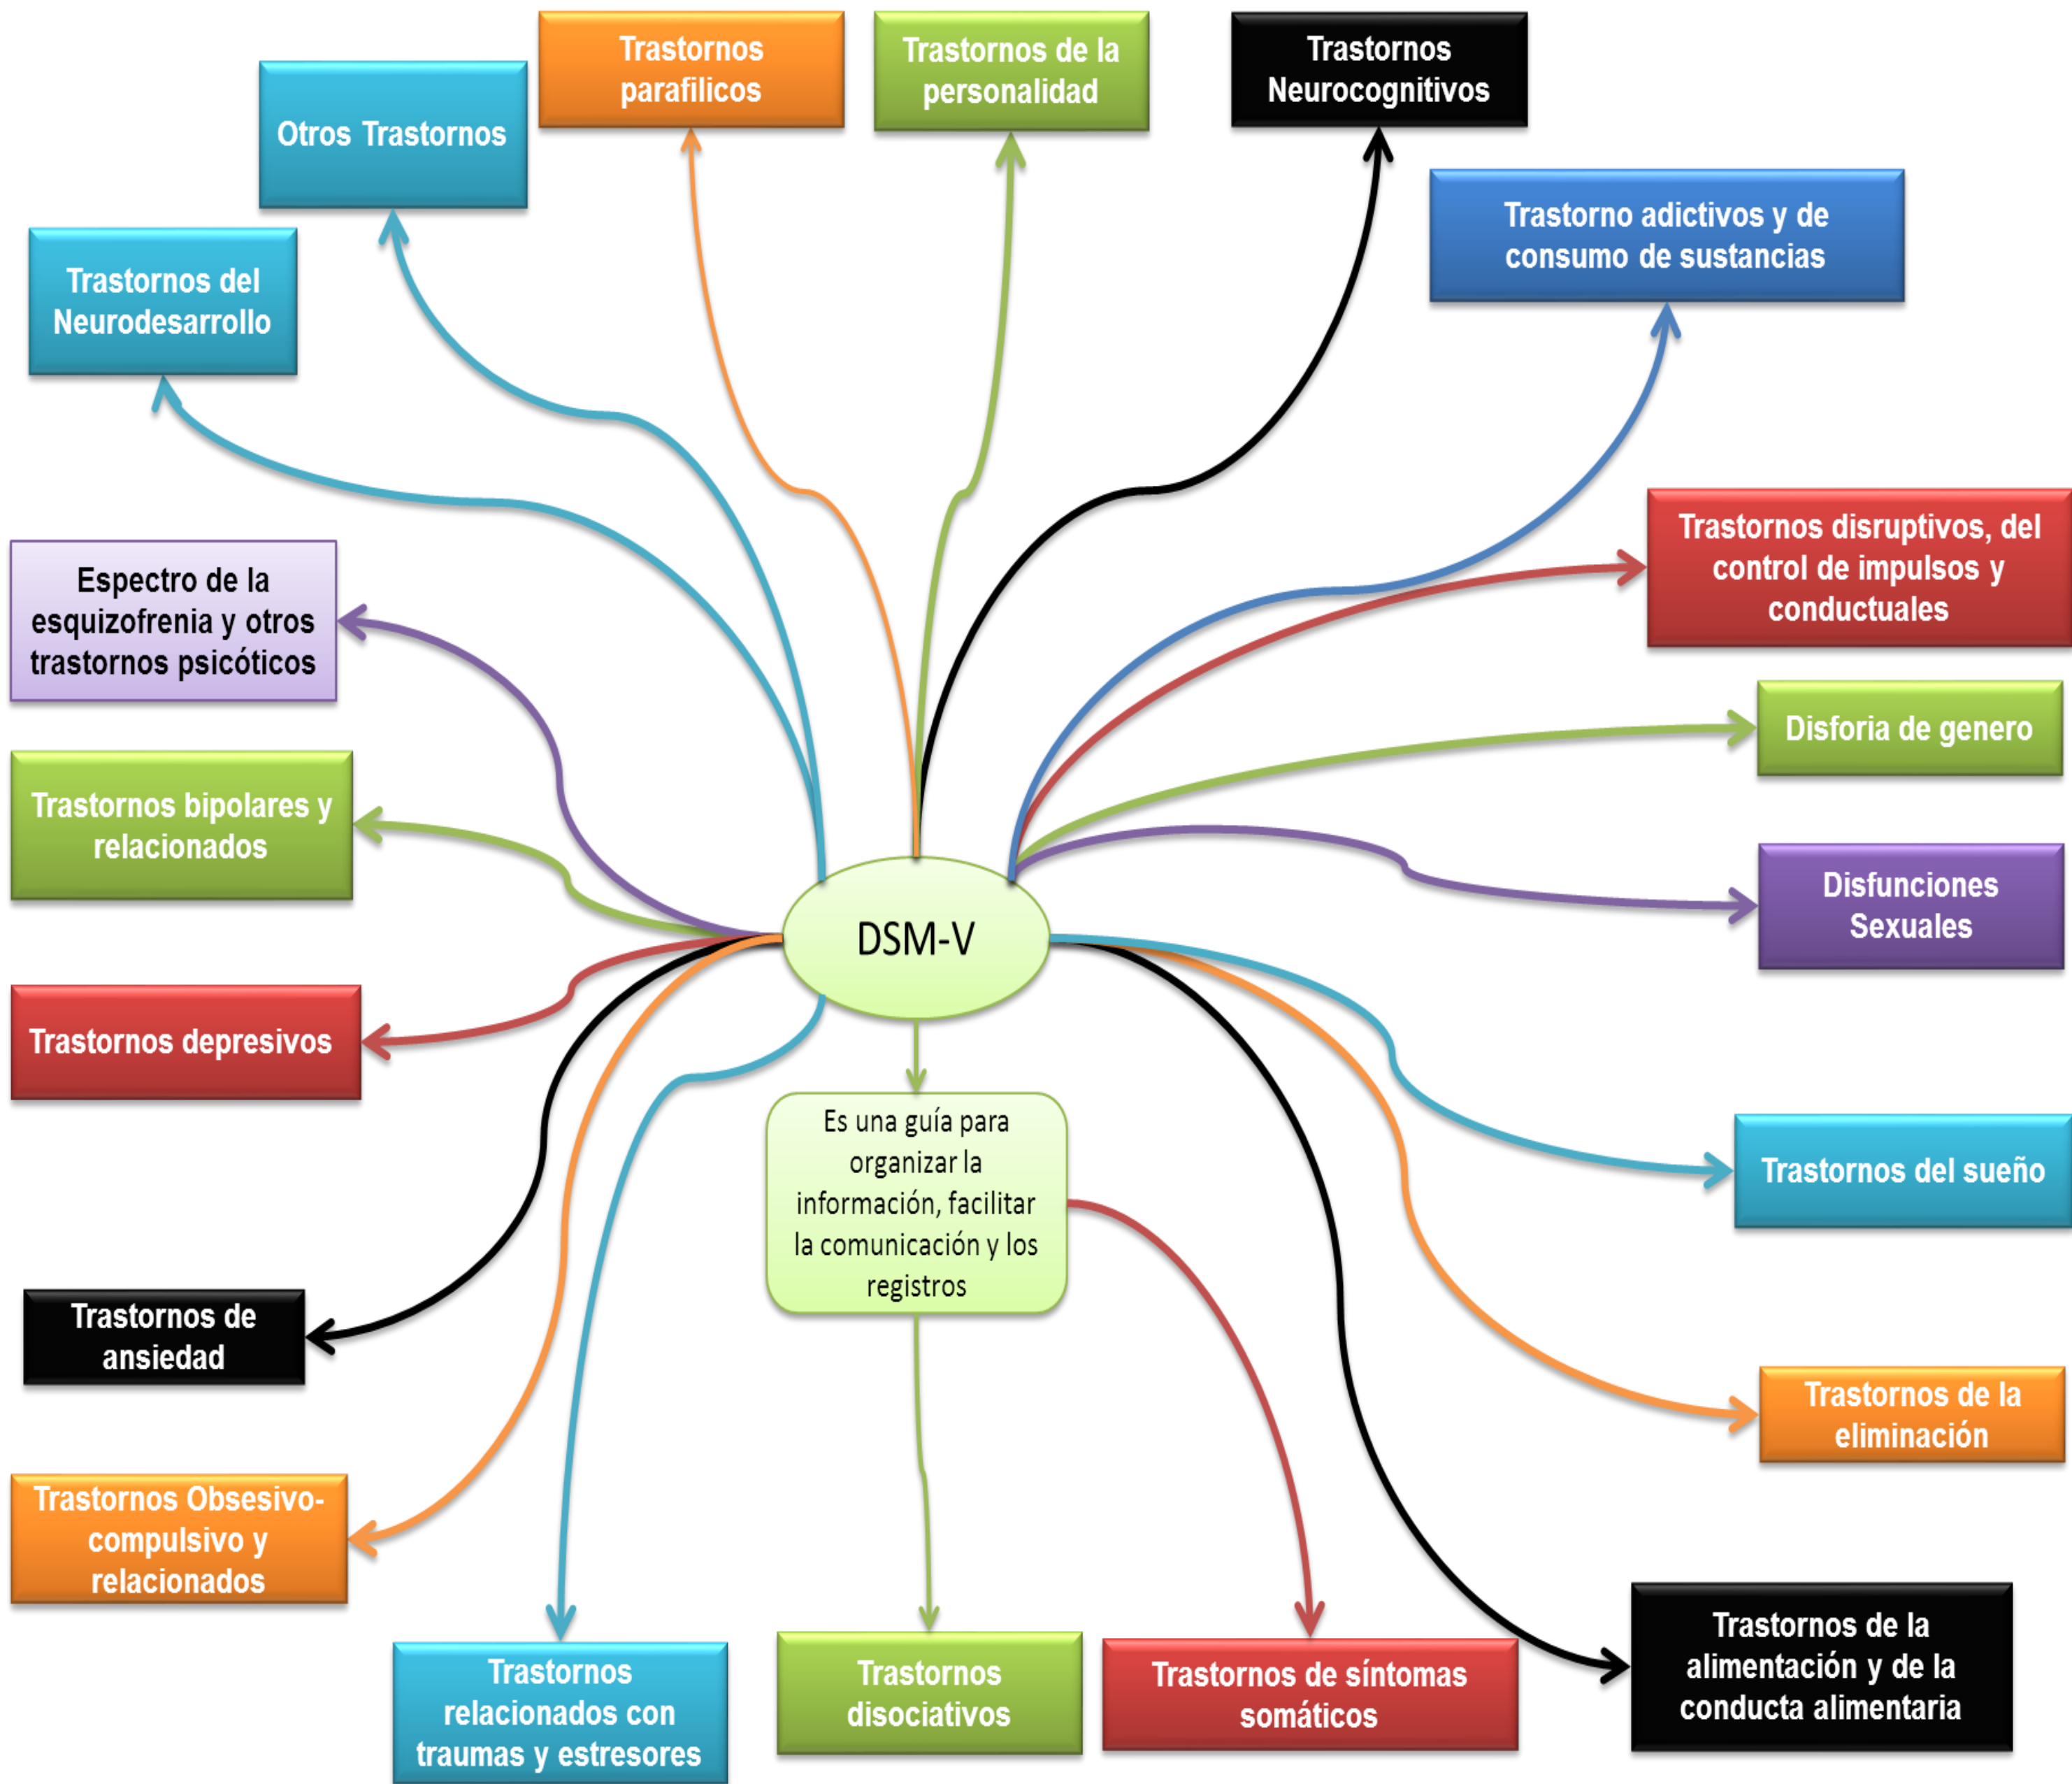 Trastornos
parafilicos
Trastornos de la
personalidad
Trastornos
Neurocognitivos
Otros Trastornos
Trastorno adictivos y de
consumo de sustancias
Trastornos del
Neurodesarrollo
Trastornos disruptivos, del
control de impulsos y
conductuales
Espectro de la
esquizofrenia y otros
trastornos psicóticos
Disforia de genero
Trastornos bipolares y
relacionados
Disfunciones
Sexuales
DSM-V
Trastornos depresivos
Es una guía para
organizar la
información, facilitar
la comunicación y los
registros
Trastornos del sueño
Trastornos de
ansiedad
Trastornos de la
eliminación
Trastornos Obsesivo-
compulsivo y
relacionados
Trastornos
relacionados con
traumas y estresores
Trastornos
disociativos
Trastornos de síntomas
somáticos
Trastornos de la
alimentación y de la
conducta alimentaria